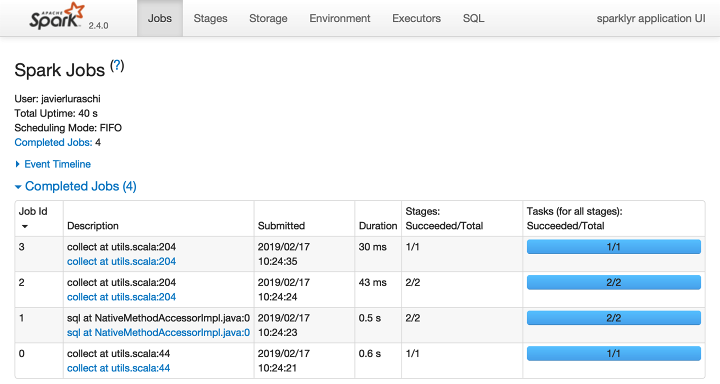 APACHE
Spark 2.4.0 Jobs Stages Storage Environment Executors SQL sparklyr application UI
Spark Jobs (?)
User: javierluraschi
Total Uptime: 40 s
Scheduling Mode: FIFO
Completed Jobs: 4
Event Timeline
Completed Jobs (4)
Job Id Description Submitted Duration Stages: Succeeded/Total Tasks (for all stages): Succeeded/Total
3 collect at utils.scala:204 2019/02/17 30 ms 1/1 1/1
collect at utils.scala:204 10:24:35
2 collect at utils.scala:204 2019/02/17 43 ms 2/2 2/2
collect at utils.scala:204 10:24:24
1 sql at NativeMethodAccessorImpl.java:0 2019/02/17 0.5 s 2/2 2/2
sql at NativeMethodAccessorImpl.java:0 10:24:23
0 collect at utils.scala:44 2019/02/17 0.6 s 1/1 1/1
collect at utils.scala:44 10:24:21